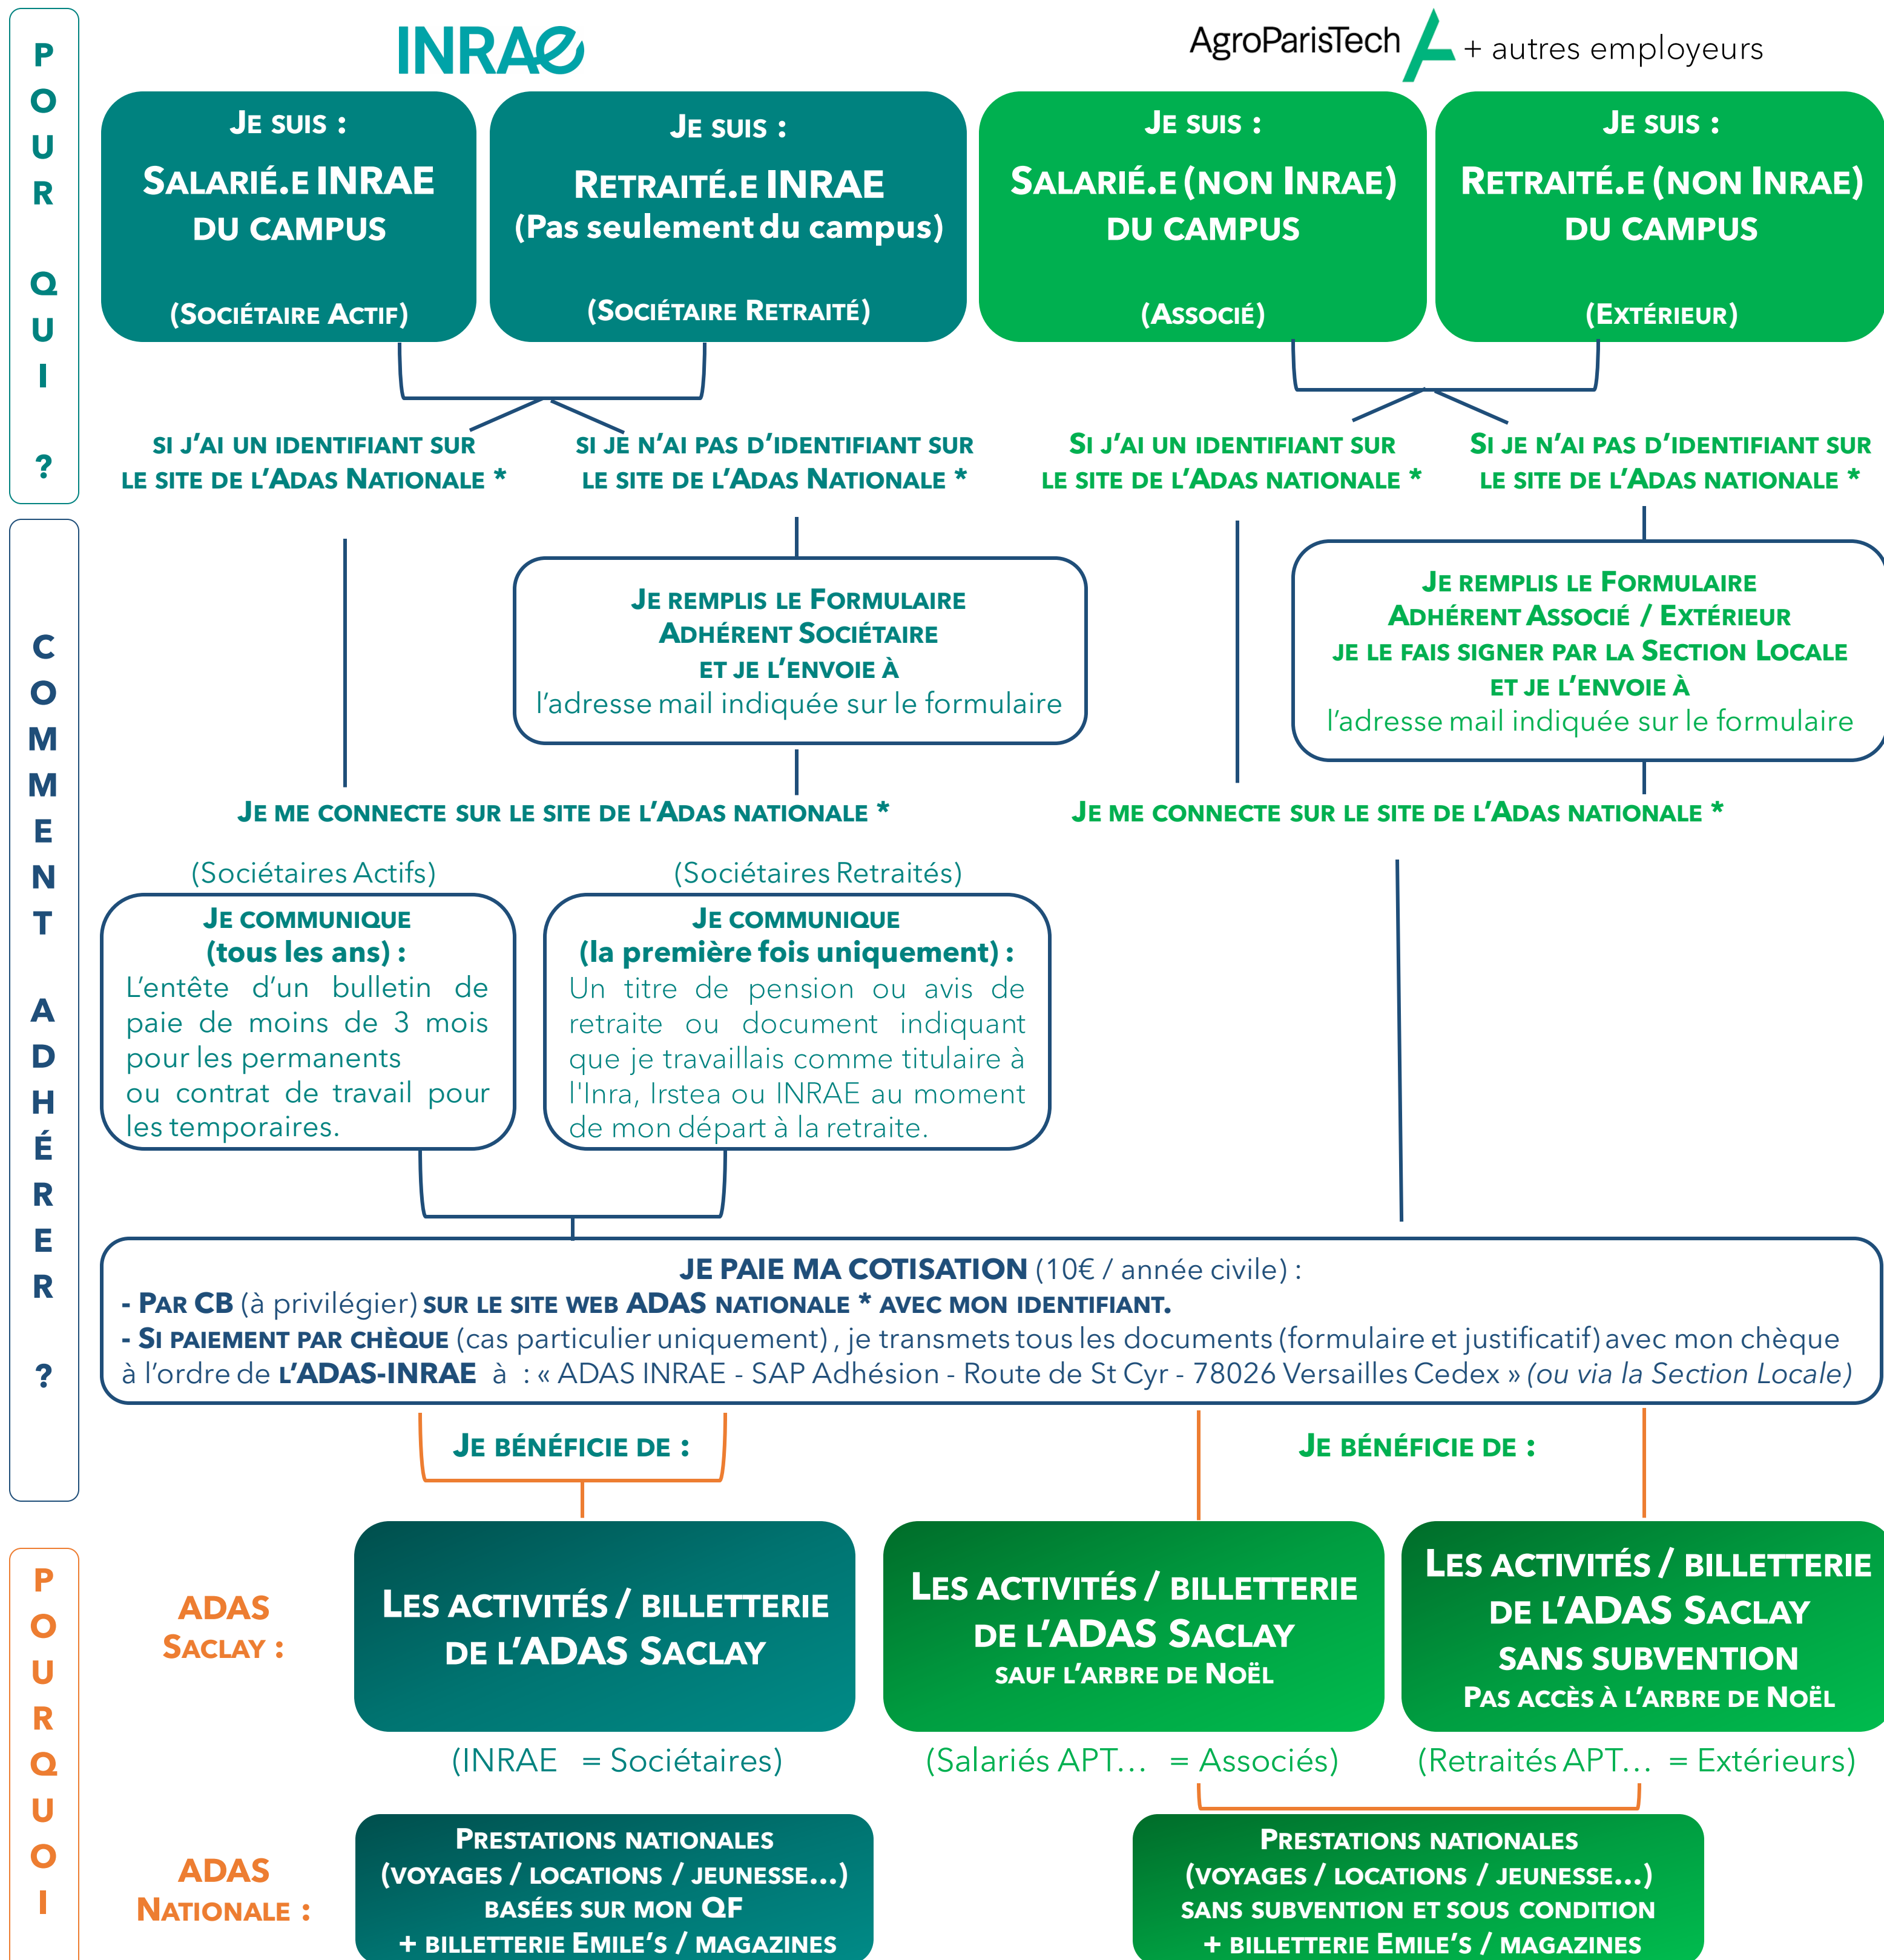 POUR QUI ?
INRAE
AgroParisTech + autres employeurs
JE SUIS :
SALARIÉ.E INRAE
DU CAMPUS
(SOCIÉTAIRE ACTIF)
JE SUIS :
RETRAITÉ.E INRAE
(Pas seulement du campus)
(SOCIÉTAIRE RETRAITÉ)
JE SUIS :
SALARIÉ.E (NON INRAE)
DU CAMPUS
(ASSOCIÉ)
JE SUIS :
RETRAITÉ.E (NON INRAE)
DU CAMPUS
(EXTÉRIEUR)
SI J’AI UN IDENTIFIANT SUR
LE SITE DE L’ADAS NATIONALE *
SI JE N’AI PAS D’IDENTIFIANT SUR
LE SITE DE L’ADAS NATIONALE *
SI J’AI UN IDENTIFIANT SUR
LE SITE DE L’ADAS NATIONALE *
SI JE N’AI PAS D’IDENTIFIANT SUR
LE SITE DE L’ADAS NATIONALE *
COMMENT ADHÉRER ?
JE REMPLIS LE FORMULAIRE
ADHÉRENT SOCIÉTAIRE
ET JE L’ENVOIE À
l’adresse mail indiquée sur le formulaire
JE REMPLIS LE FORMULAIRE
ADHÉRENT ASSOCIÉ / EXTÉRIEUR
JE LE FAIS SIGNER PAR LA SECTION LOCALE
ET JE L’ENVOIE À
l’adresse mail indiquée sur le formulaire
JE ME CONNECTE SUR LE SITE DE L’ADAS NATIONALE *
JE ME CONNECTE SUR LE SITE DE L’ADAS NATIONALE *
(Sociétaires Actifs)
JE COMMUNIQUE
(tous les ans) :
L’entête d’un bulletin de
paie de moins de 3 mois
pour les permanents
ou contrat de travail pour
les temporaires.
(Sociétaires Retraités)
JE COMMUNIQUE
(la première fois uniquement) :
Un titre de pension ou avis de
retraite ou document indiquant
que je travaillais comme titulaire à
l'Inra, Irstea ou INRAE au moment
de mon départ à la retraite.
JE PAIE MA COTISATION (10€ / année civile) :
- PAR CB (à privilégier) SUR LE SITE WEB ADAS NATIONALE * AVEC MON IDENTIFIANT.
- SI PAIEMENT PAR CHÈQUE (cas particulier uniquement) , je transmets tous les documents (formulaire et justificatif) avec mon chèque
à l’ordre de L’ADAS-INRAE à : « ADAS INRAE - SAP Adhésion - Route de St Cyr - 78026 Versailles Cedex » (ou via la Section Locale)
JE BÉNÉFICIE DE :
JE BÉNÉFICIE DE :
POURQUOI
ADAS
SACLAY :
LES ACTIVITÉS / BILLETTERIE
DE L’ADAS SACLAY
LES ACTIVITÉS / BILLETTERIE
DE L’ADAS SACLAY
SAUF L’ARBRE DE NOËL
LES ACTIVITÉS / BILLETTERIE
DE L’ADAS SACLAY
SANS SUBVENTION
PAS ACCÈS À L’ARBRE DE NOËL
(INRAE = Sociétaires)
(Salariés APT... = Associés)
(Retraités APT... = Extérieurs)
ADAS
NATIONALE :
PRESTATIONS NATIONALES
(VOYAGES / LOCATIONS / JEUNESSE...)
BASÉES SUR MON QF
+ BILLETTERIE EMILE’S / MAGAZINES
PRESTATIONS NATIONALES
(VOYAGES / LOCATIONS / JEUNESSE...)
SANS SUBVENTION ET SOUS CONDITION
+ BILLETTERIE EMILE’S / MAGAZINES